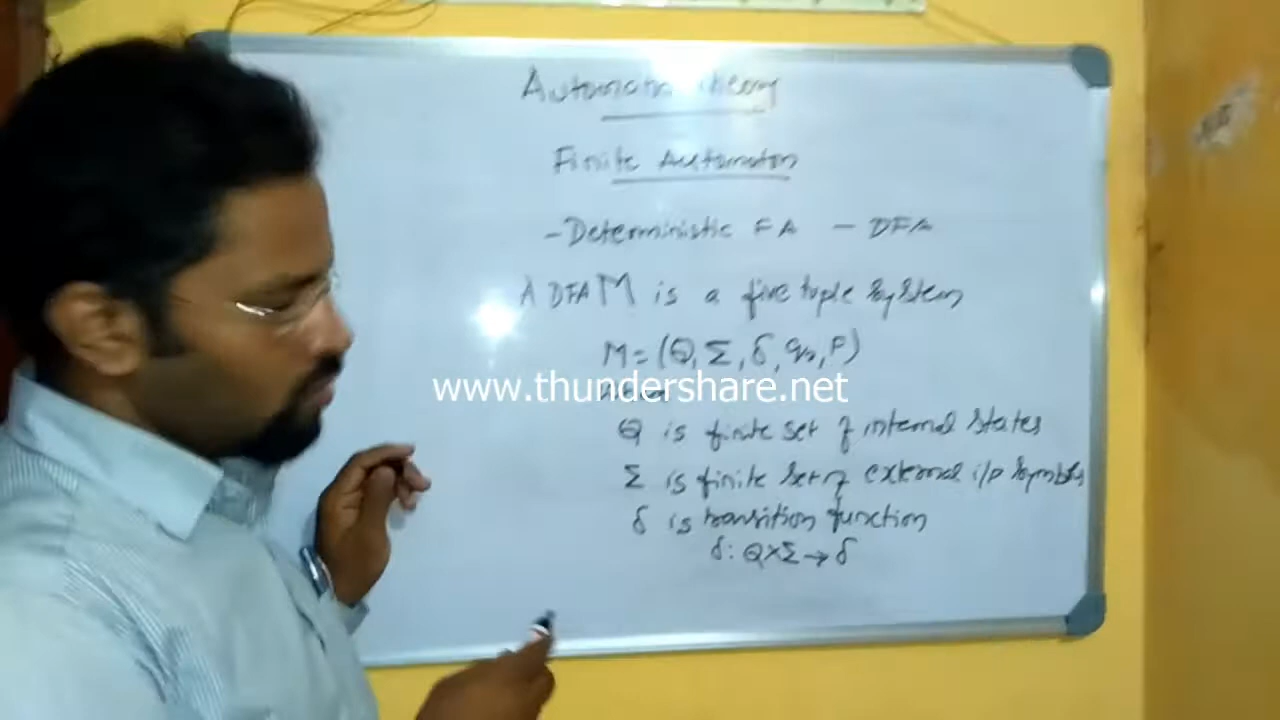 Automata Theory
Finite Automaton
- Deterministic FA - DFA
A DFA M is a five tuple system
M = (Q, Σ, δ, q₀, F)
www.thundershare.net
Q is finite set of internal states
Σ is finite set of external i/p symbols
δ is transition function
δ: Q×Σ → δ